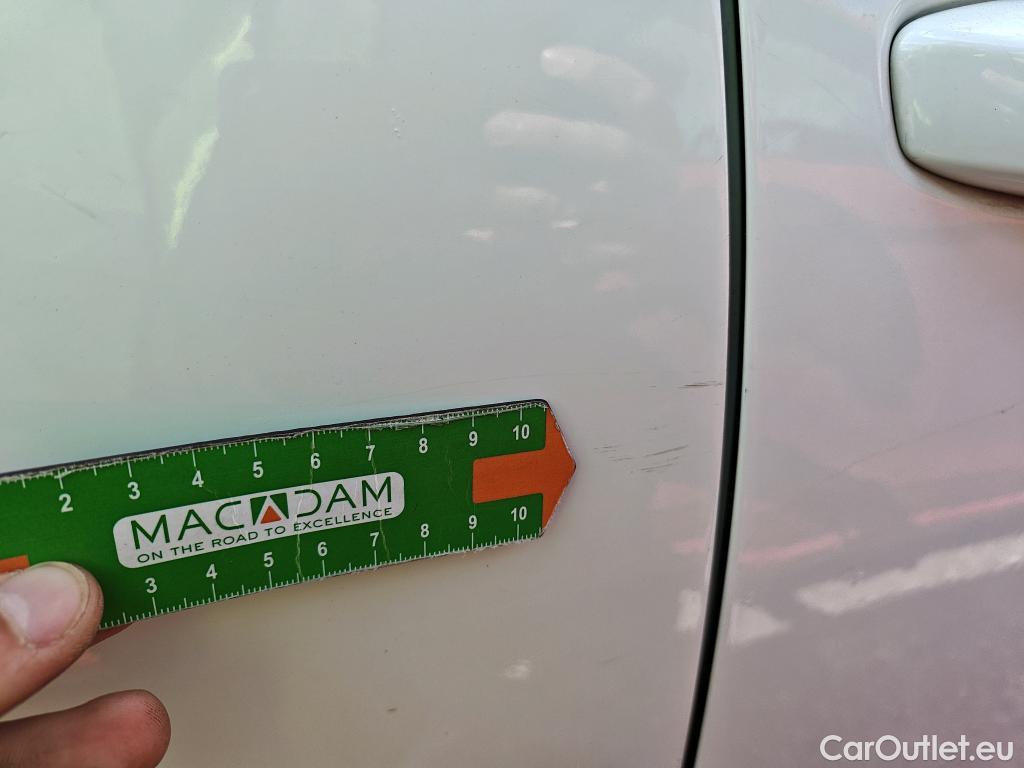 2 3 4 5 6 7 8 9 10
MACADAM
ON THE ROAD TO EXCELLENCE
3 4 5 6 7 8 9 10
CarOutlet.eu